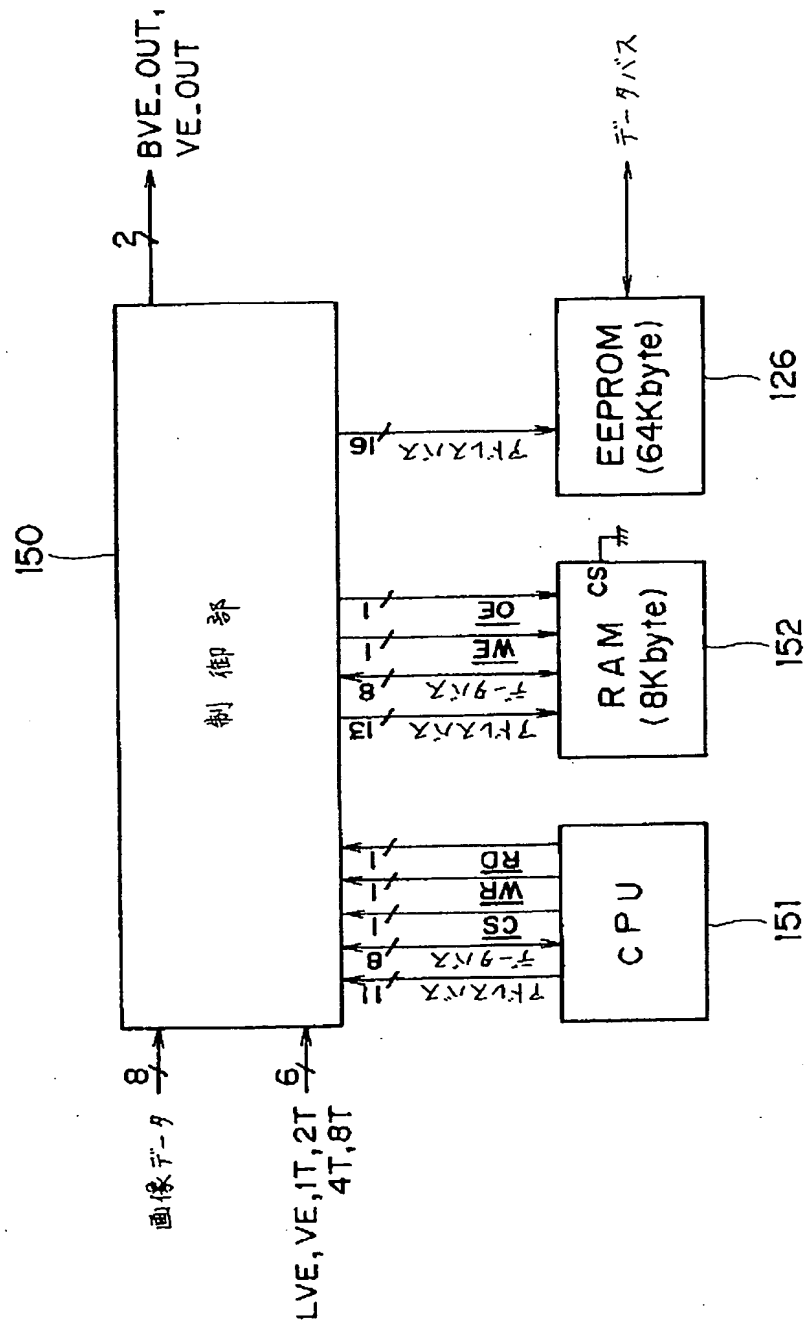 画像データ
8
LVE, VE, 1T, 2T
4T, 8T
6
150
制御部
2
BVE_OUT,
VE_OUT
11
アドレスバス
8
データバス
1
CS
1
WR
1
RD
13
アドレスバス
8
データバス
1
WE
1
OE
16
アドレスバス
CPU
151
RAM
(8Kbyte)
CS
152
EEPROM
(64Kbyte)
126
データバス